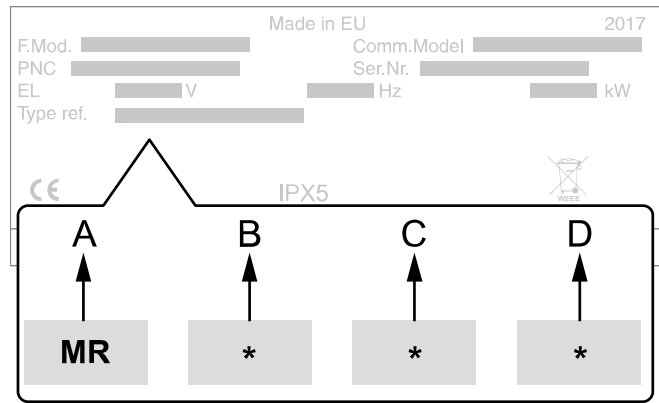 Made in EU 2017
F.Mod. Comm.Model
PNC Ser.Nr.
EL V Hz kW
Type ref.
CE IPX5 WEEE
A B C D
MR * * *